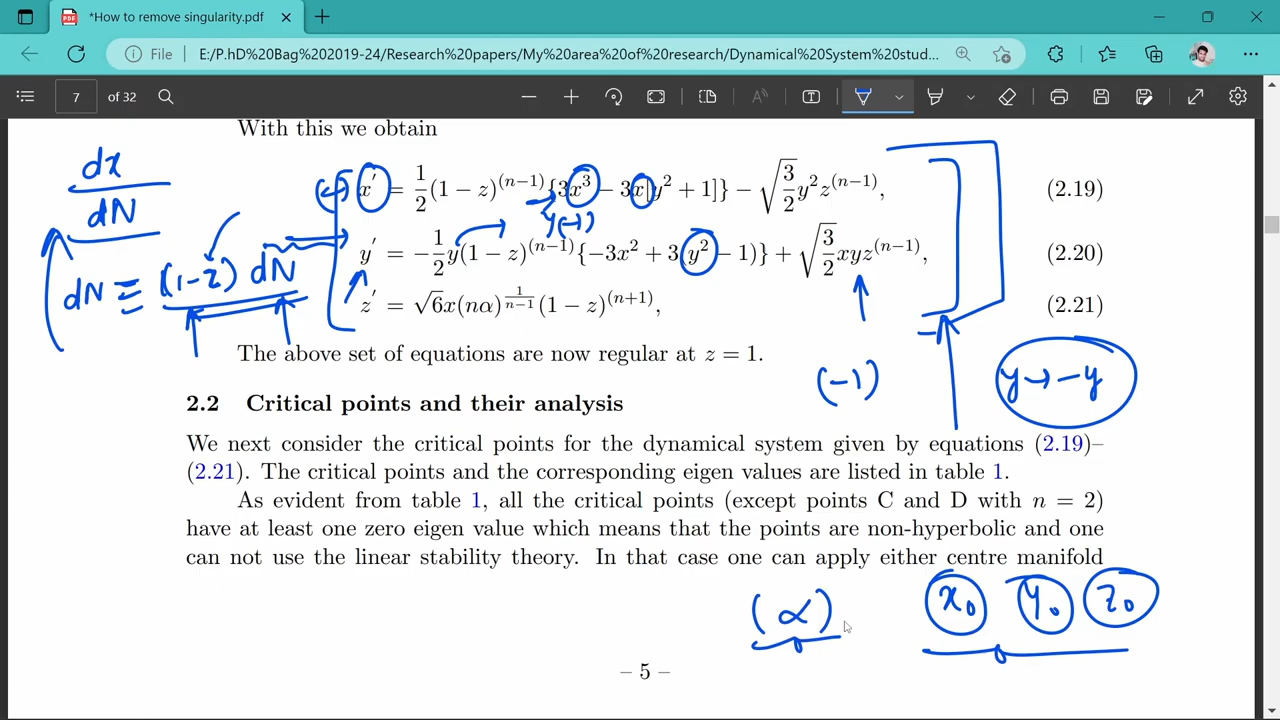 *How to remove singularity.pdf
File E:/P.hD%20Bag%202019-24/Research%20papers/My%20area%20of%20research/Dynamical%20System%20stud...
7 of 32
With this we obtain
dx
dN
x′ = 1/2 (1 − z)^(n−1) {3x³ − 3x[y² + 1]} − √(3/2) y² z^(n−1), (2.19)
y(-1)
y′ = −1/2 y(1 − z)^(n−1) {−3x² + 3(y² − 1)} + √(3/2) xyz^(n−1), (2.20)
dN ≡ (1-z) dN
z′ = √6x(nα)^(1/(n−1)) (1 − z)^(n+1), (2.21)
The above set of equations are now regular at z = 1.
(-1)
y→-y
2.2 Critical points and their analysis
We next consider the critical points for the dynamical system given by equations (2.19)–
(2.21). The critical points and the corresponding eigen values are listed in table 1.
As evident from table 1, all the critical points (except points C and D with n = 2)
have at least one zero eigen value which means that the points are non-hyperbolic and one
can not use the linear stability theory. In that case one can apply either centre manifold
(α) x₀ y₀ z₀
– 5 –